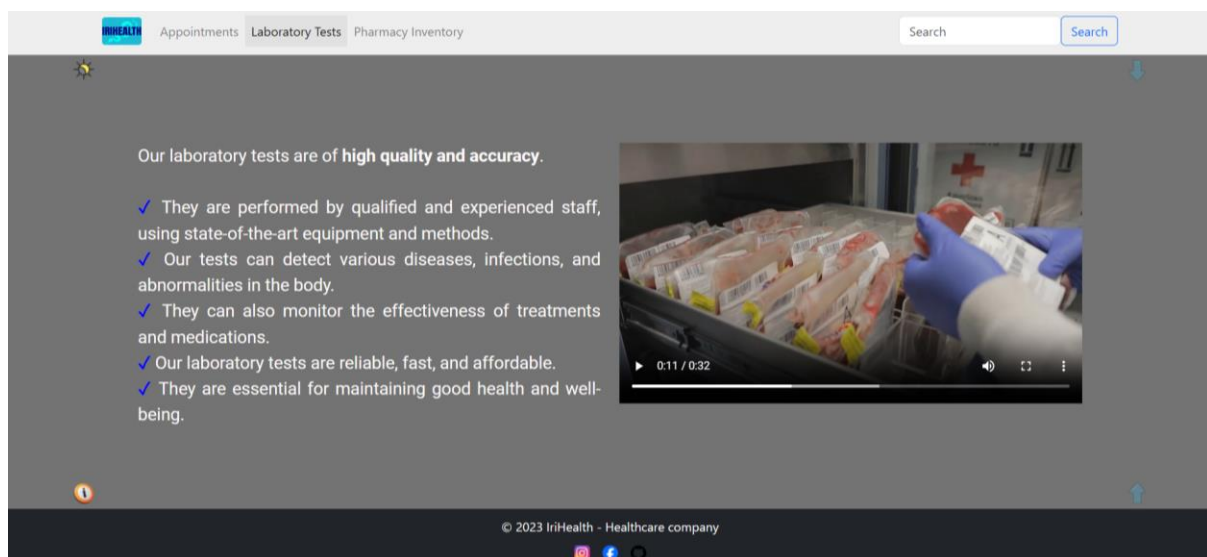 IRIHEALTH
Appointments Laboratory Tests Pharmacy Inventory
Search Search
Our laboratory tests are of high quality and accuracy.
✓ They are performed by qualified and experienced staff,
using state-of-the-art equipment and methods.
✓ Our tests can detect various diseases, infections, and
abnormalities in the body.
✓ They can also monitor the effectiveness of treatments
and medications.
✓ Our laboratory tests are reliable, fast, and affordable.
✓ They are essential for maintaining good health and well-
being.
0:11 / 0:32
© 2023 IriHealth - Healthcare company